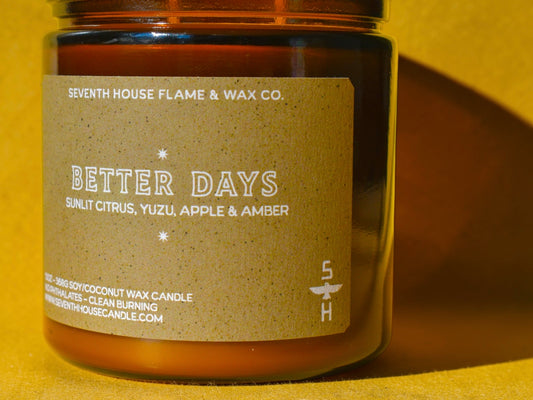 SEVENTH HOUSE FLAME & WAX CO.
BETTER DAYS
SUNLIT CITRUS, YUZU, APPLE & AMBER
368G SOY/COCONUT WAX CANDLE
PHTHALATES – CLEAN BURNING
WWW.SEVENTHHOUSECANDLE.COM
S
H